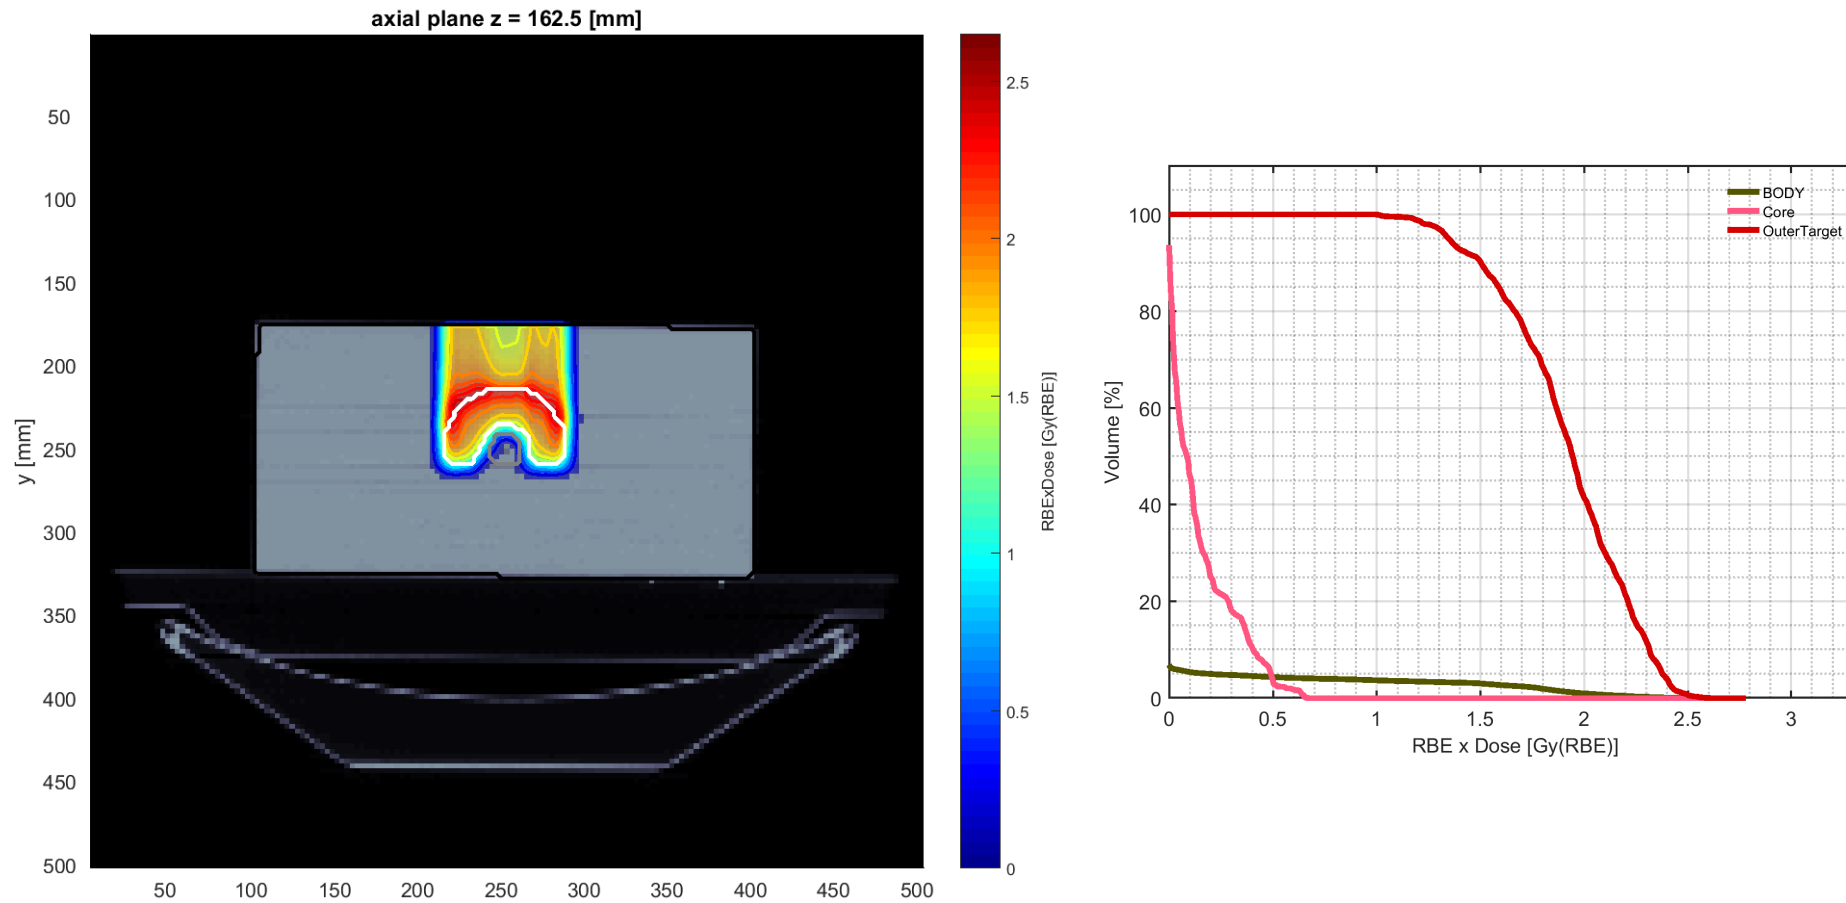 axial plane z = 162.5 [mm]
50
100
150
200
250
300
350
400
450
500
y [mm]
50 100 150 200 250 300 350 400 450 500
2.5
2
1.5
1
0.5
0
RBExDose [Gy(RBE)]
BODY
Core
OuterTarget
100
80
60
40
20
0
Volume [%]
0 0.5 1 1.5 2 2.5 3
RBE x Dose [Gy(RBE)]